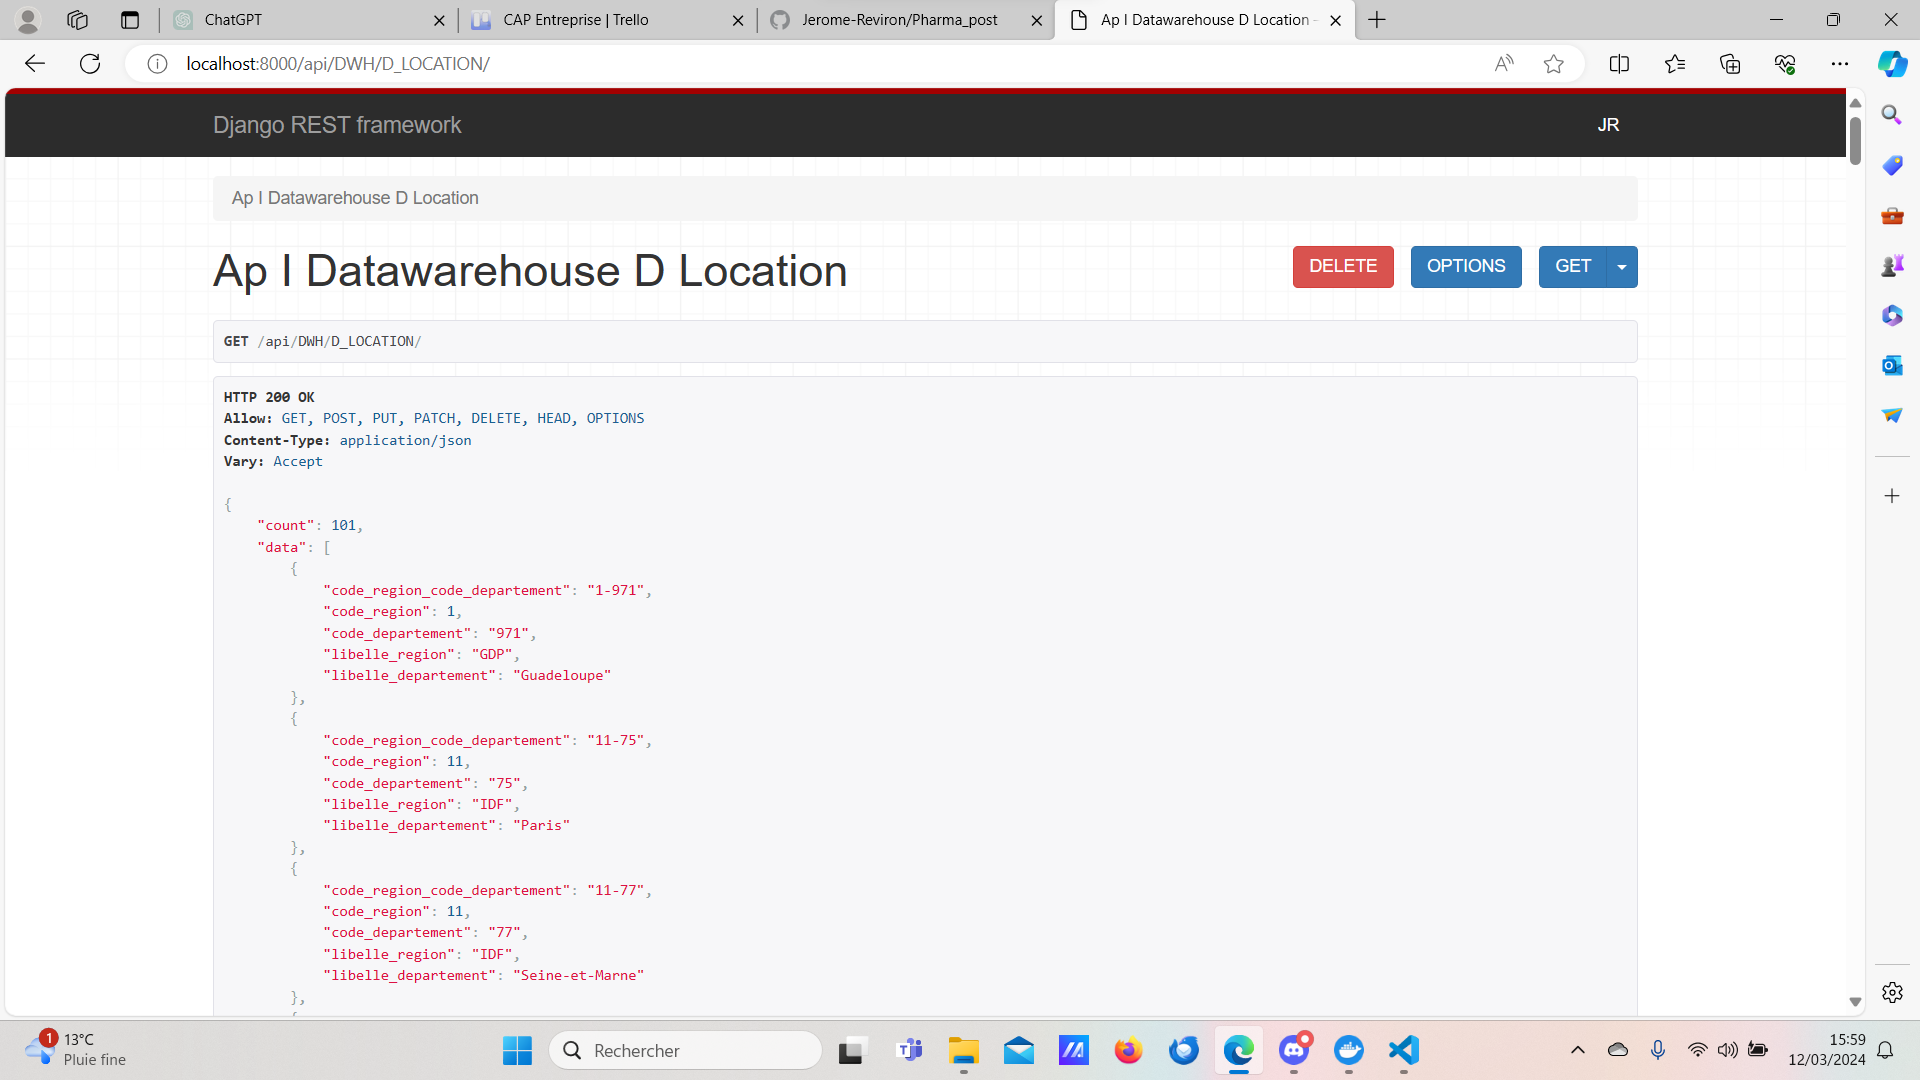 ChatGPT
CAP Entreprise | Trello
Jerome-Reviron/Pharma_post
Ap I Datawarehouse D Location -
localhost:8000/api/DWH/D_LOCATION/
Django REST framework
JR
Ap I Datawarehouse D Location
Ap I Datawarehouse D Location
DELETE
OPTIONS
GET
GET /api/DWH/D_LOCATION/
HTTP 200 OK
Allow: GET, POST, PUT, PATCH, DELETE, HEAD, OPTIONS
Content-Type: application/json
Vary: Accept
{
"count": 101,
"data": [
{
"code_region_code_departement": "1-971",
"code_region": 1,
"code_departement": "971",
"libelle_region": "GDP",
"libelle_departement": "Guadeloupe"
},
{
"code_region_code_departement": "11-75",
"code_region": 11,
"code_departement": "75",
"libelle_region": "IDF",
"libelle_departement": "Paris"
},
{
"code_region_code_departement": "11-77",
"code_region": 11,
"code_departement": "77",
"libelle_region": "IDF",
"libelle_departement": "Seine-et-Marne"
},
1
13°C
Pluie fine
Rechercher
15:59
12/03/2024